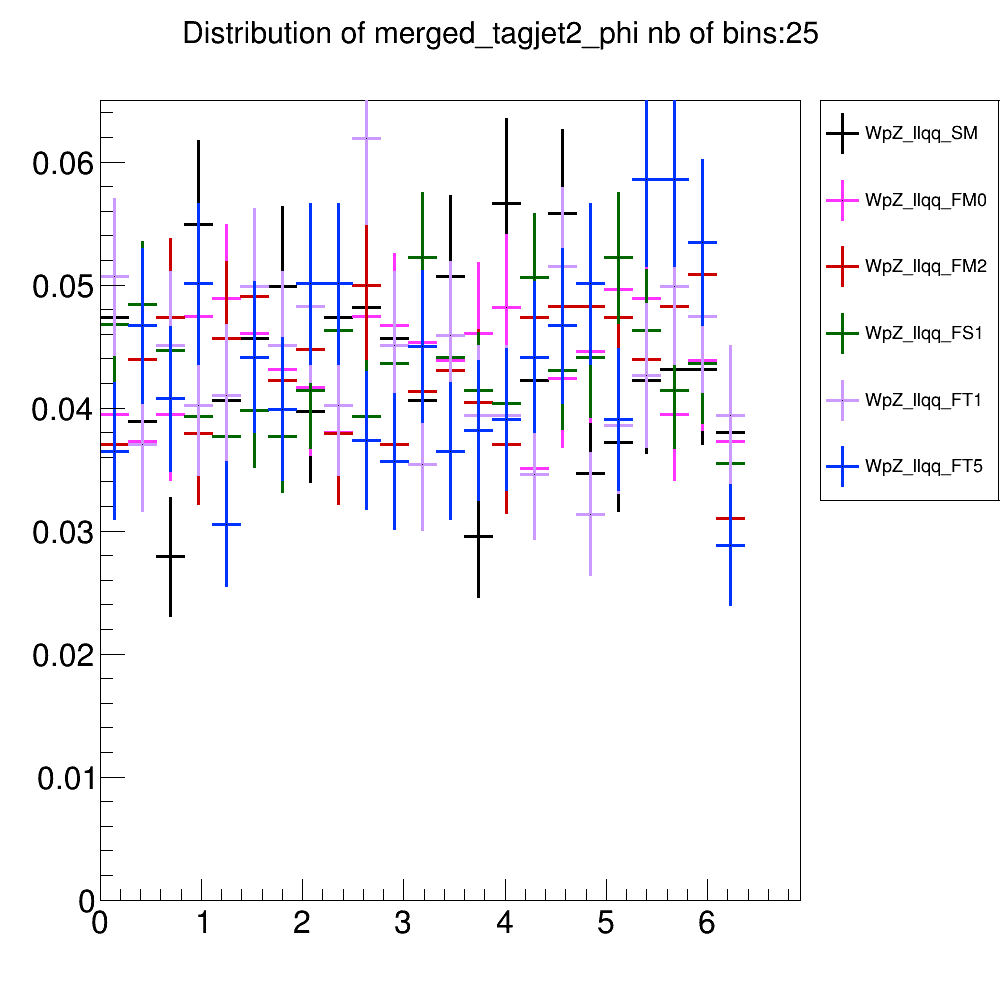 Distribution of merged_tagjet2_phi nb of bins:25
0.06
0.05
0.04
0.03
0.02
0.01
0
0 1 2 3 4 5 6
WpZ_llqq_SM
WpZ_llqq_FM0
WpZ_llqq_FM2
WpZ_llqq_FS1
WpZ_llqq_FT1
WpZ_llqq_FT5